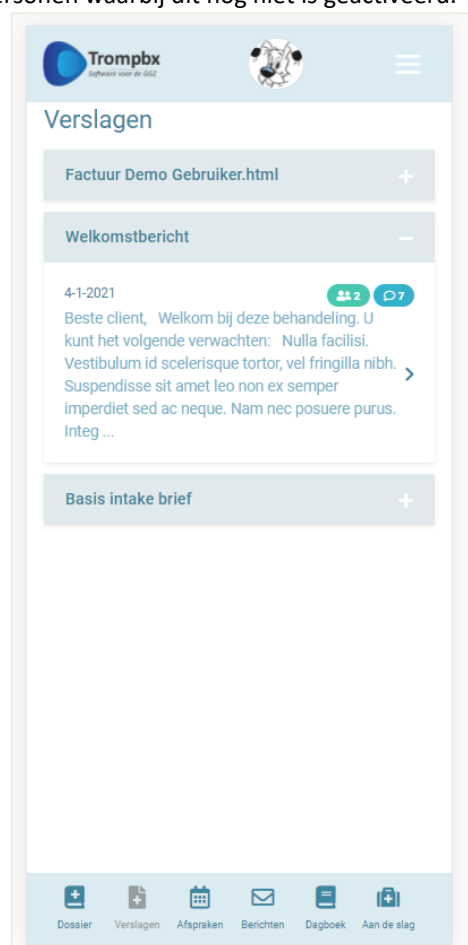 ersonen waarbij dit nog niet is geactiveerd.
Trompbx
Software voor de GGZ
Verslagen
Factuur Demo Gebruiker.html
Welkomstbericht
4-1-2021
2
7
Beste client, Welkom bij deze behandeling. U
kunt het volgende verwachten: Nulla facilisi.
Vestibulum id scelerisque tortor, vel fringilla nibh.
Suspendisse sit amet leo non ex semper
imperdiet sed ac neque. Nam nec posuere purus.
Integ ...
Basis intake brief
Dossier
Verslagen
Afspraken
Berichten
Dagboek
Aan de slag